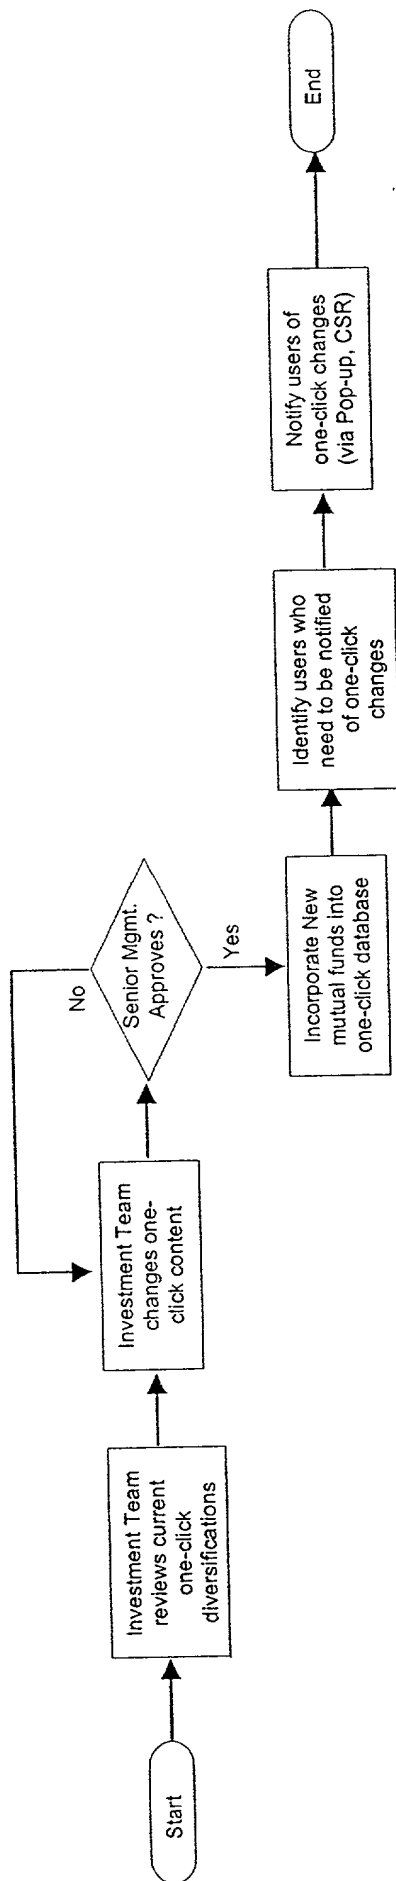 Start
Investment Team
reviews current
one-click
diversifications
Investment Team
changes one-
click content
Senior Mgmt.
Approves ?
No
Yes
Incorporate New
mutual funds into
one-click database
Identify users who
need to be notified
of one-click
changes
Notify users of
one-click changes
(via Pop-up, CSR)
End